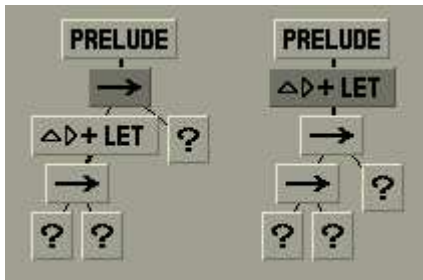 PRELUDE PRELUDE
→ △▷+ LET
△▷+ LET ? →
→ → ?
? ? ? ?